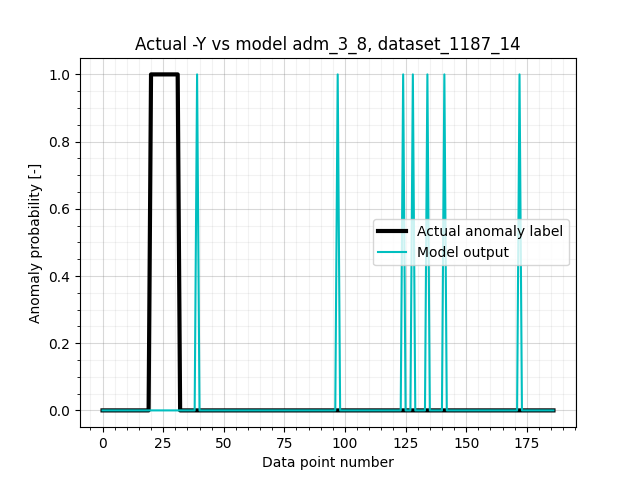 Actual -Y vs model adm_3_8, dataset_1187_14
Anomaly probability [-]
1.0
0.8
0.6
0.4
0.2
0.0
Actual anomaly label
Model output
0 25 50 75 100 125 150 175
Data point number